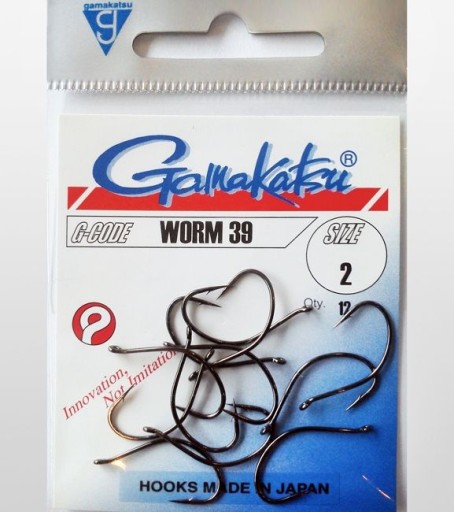 gamakatsu
g
Gamakatsu®
G-CODE WORM 39
SIZE
2
Qty. 12
Innovation,
Not Imitation
HOOKS MADE IN JAPAN